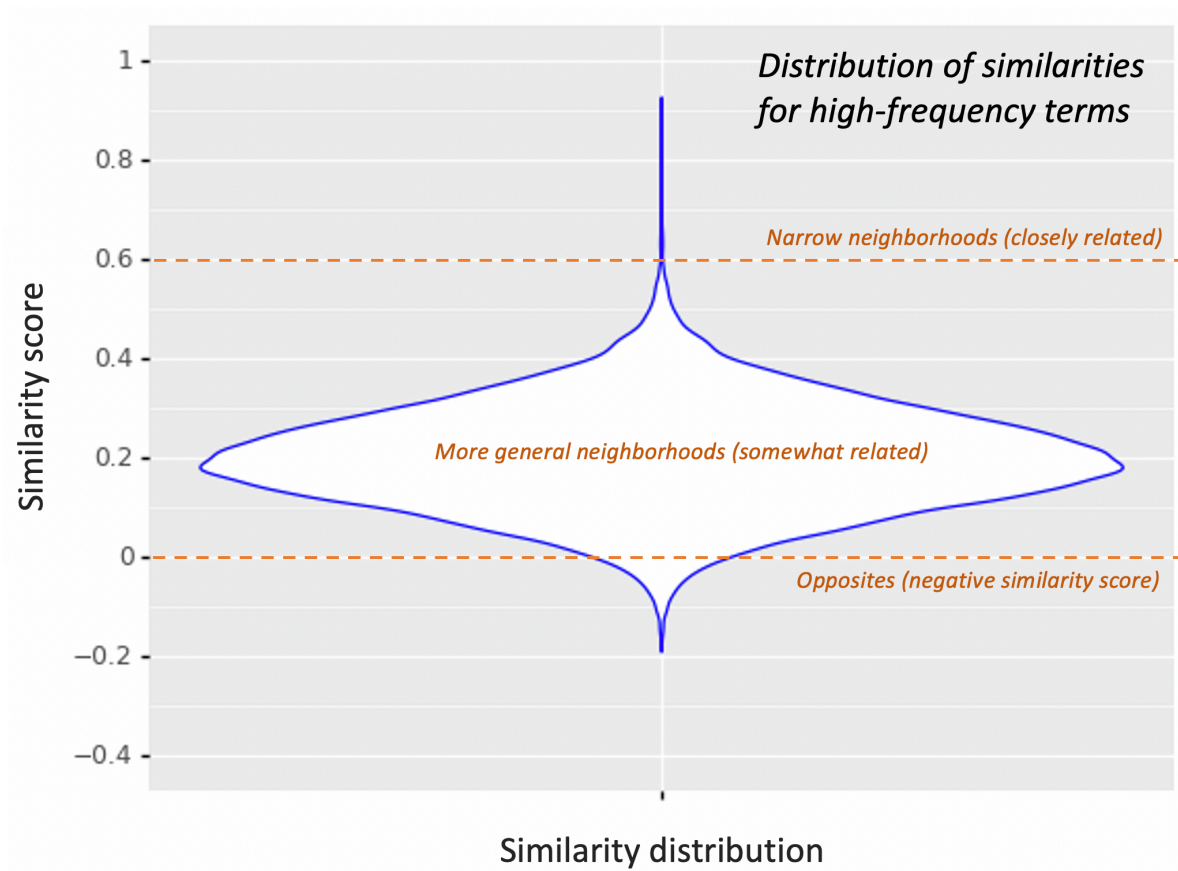 Distribution of similarities
for high-frequency terms
1
0.8
Narrow neighborhoods (closely related)
0.6
0.4
More general neighborhoods (somewhat related)
0.2
0
Opposites (negative similarity score)
−0.2
−0.4
Similarity score
Similarity distribution